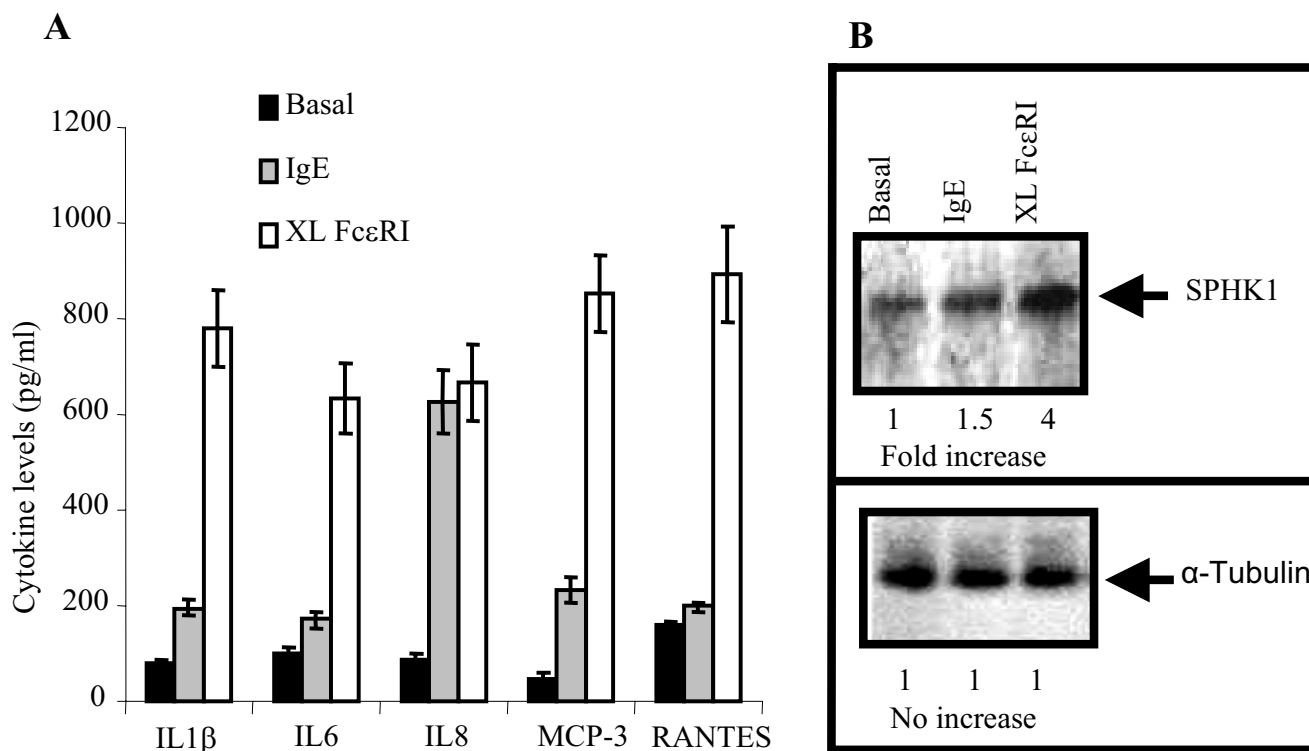 A
Basal
IgE
XL FcεRI
1200
1000
800
600
400
200
0
Cytokine levels (pg/ml)
IL1β IL6 IL8 MCP-3 RANTES
B
Basal IgE XL FcεRI
SPHK1
1 1.5 4
Fold increase
α-Tubulin
1 1 1
No increase